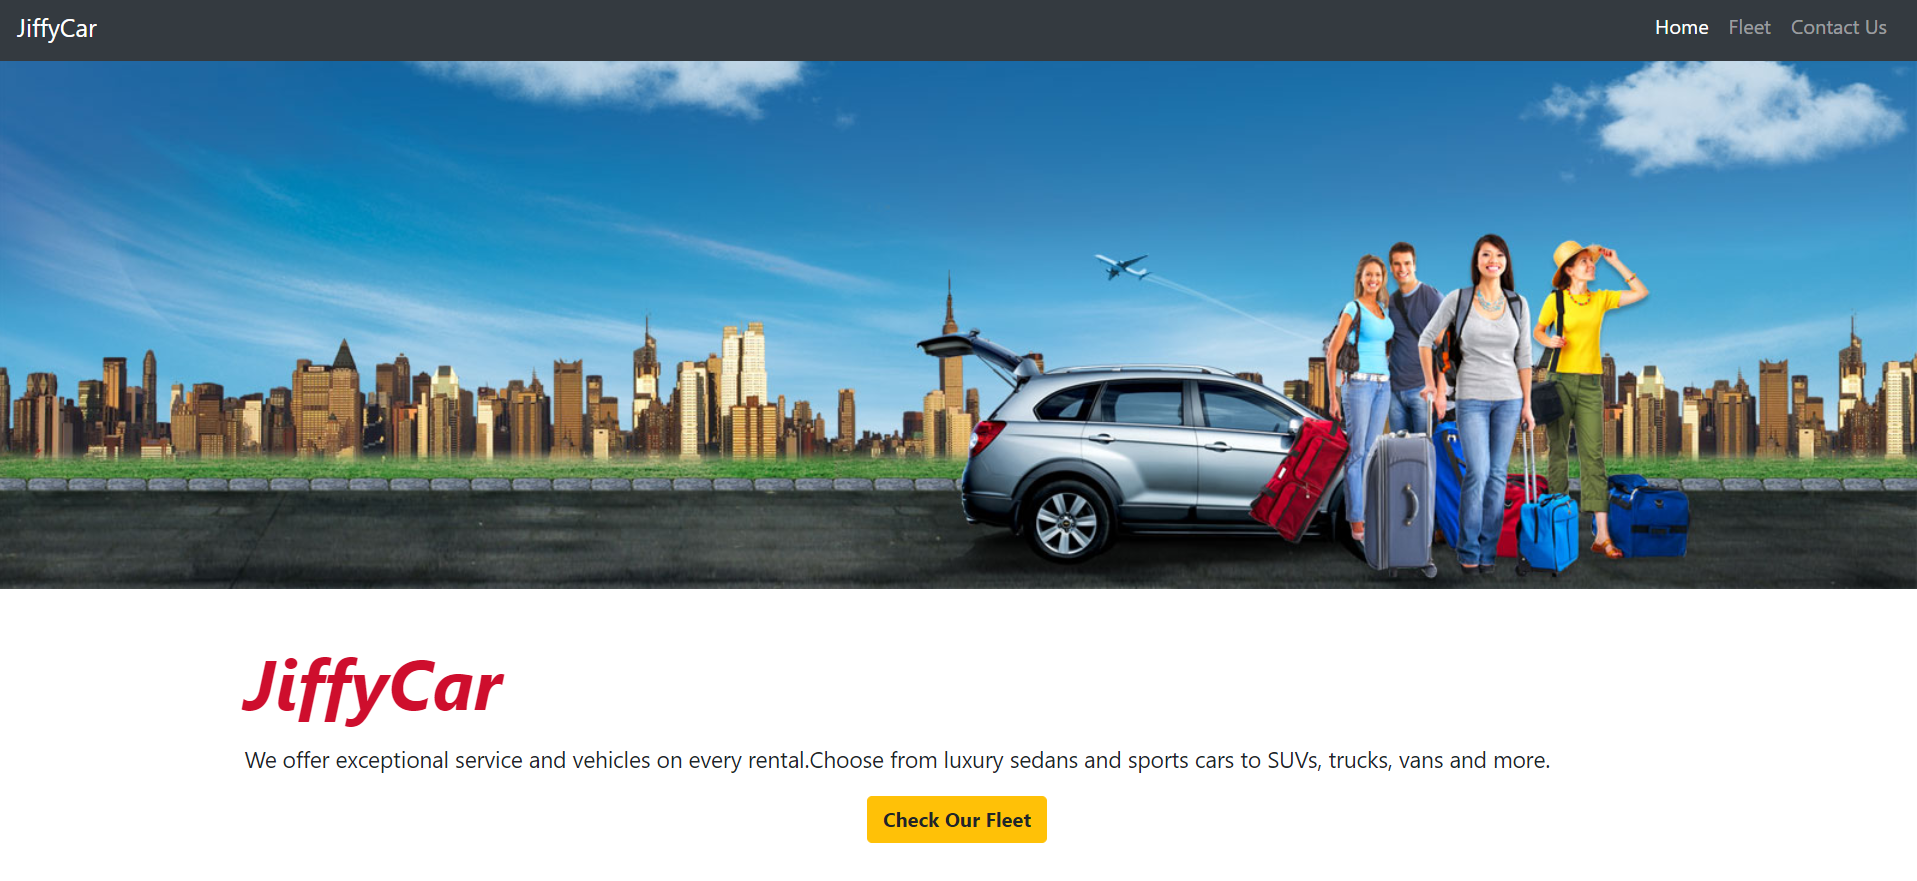 JiffyCar
Home Fleet Contact Us
JiffyCar
We offer exceptional service and vehicles on every rental.Choose from luxury sedans and sports cars to SUVs, trucks, vans and more.
Check Our Fleet